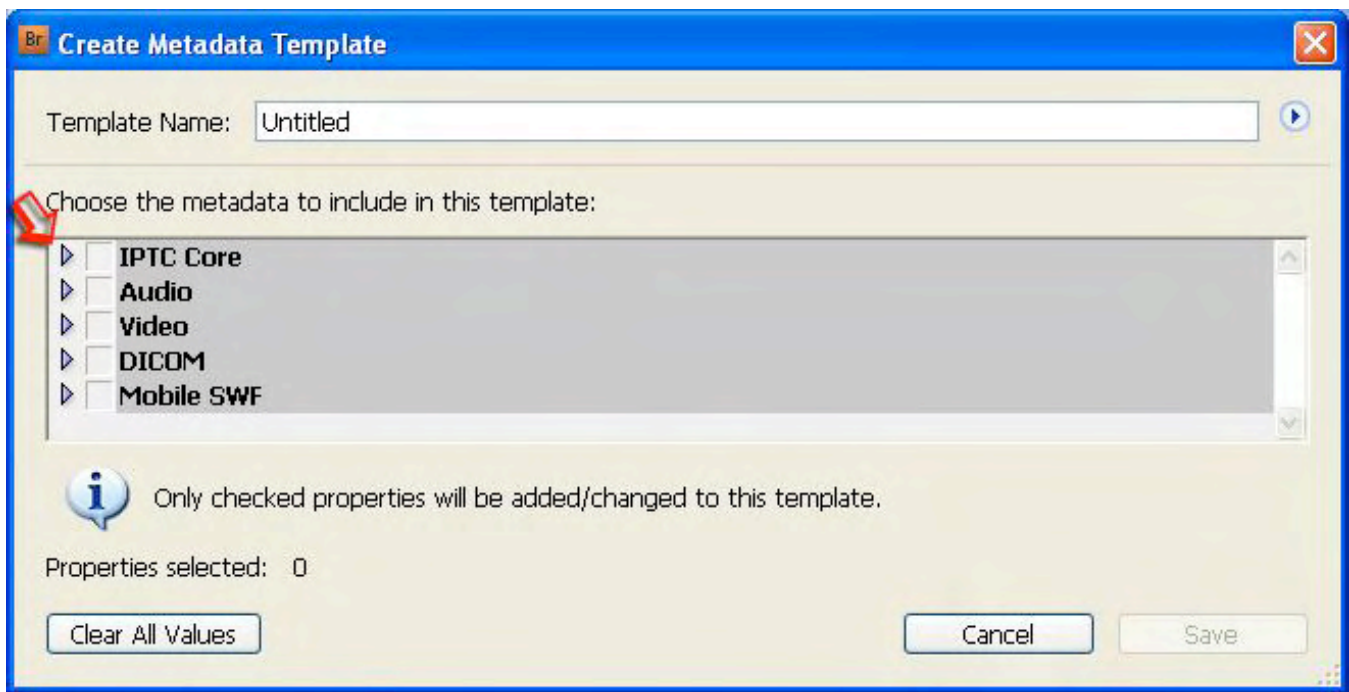 Br Create Metadata Template
Template Name: Untitled
Choose the metadata to include in this template:
IPTC Core
Audio
Video
DICOM
Mobile SWF
i Only checked properties will be added/changed to this template.
Properties selected: 0
Clear All Values Cancel Save